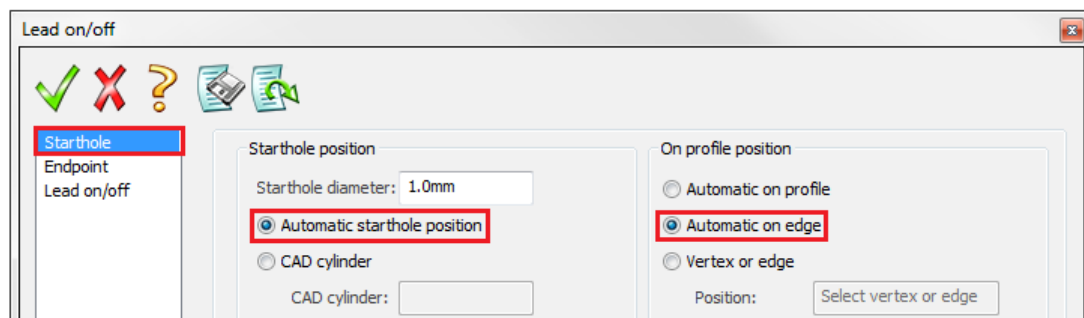 Lead on/off
Starthole
Endpoint
Lead on/off
Starthole position
Starthole diameter: 1.0mm
Automatic starthole position
CAD cylinder
CAD cylinder:
On profile position
Automatic on profile
Automatic on edge
Vertex or edge
Position: Select vertex or edge